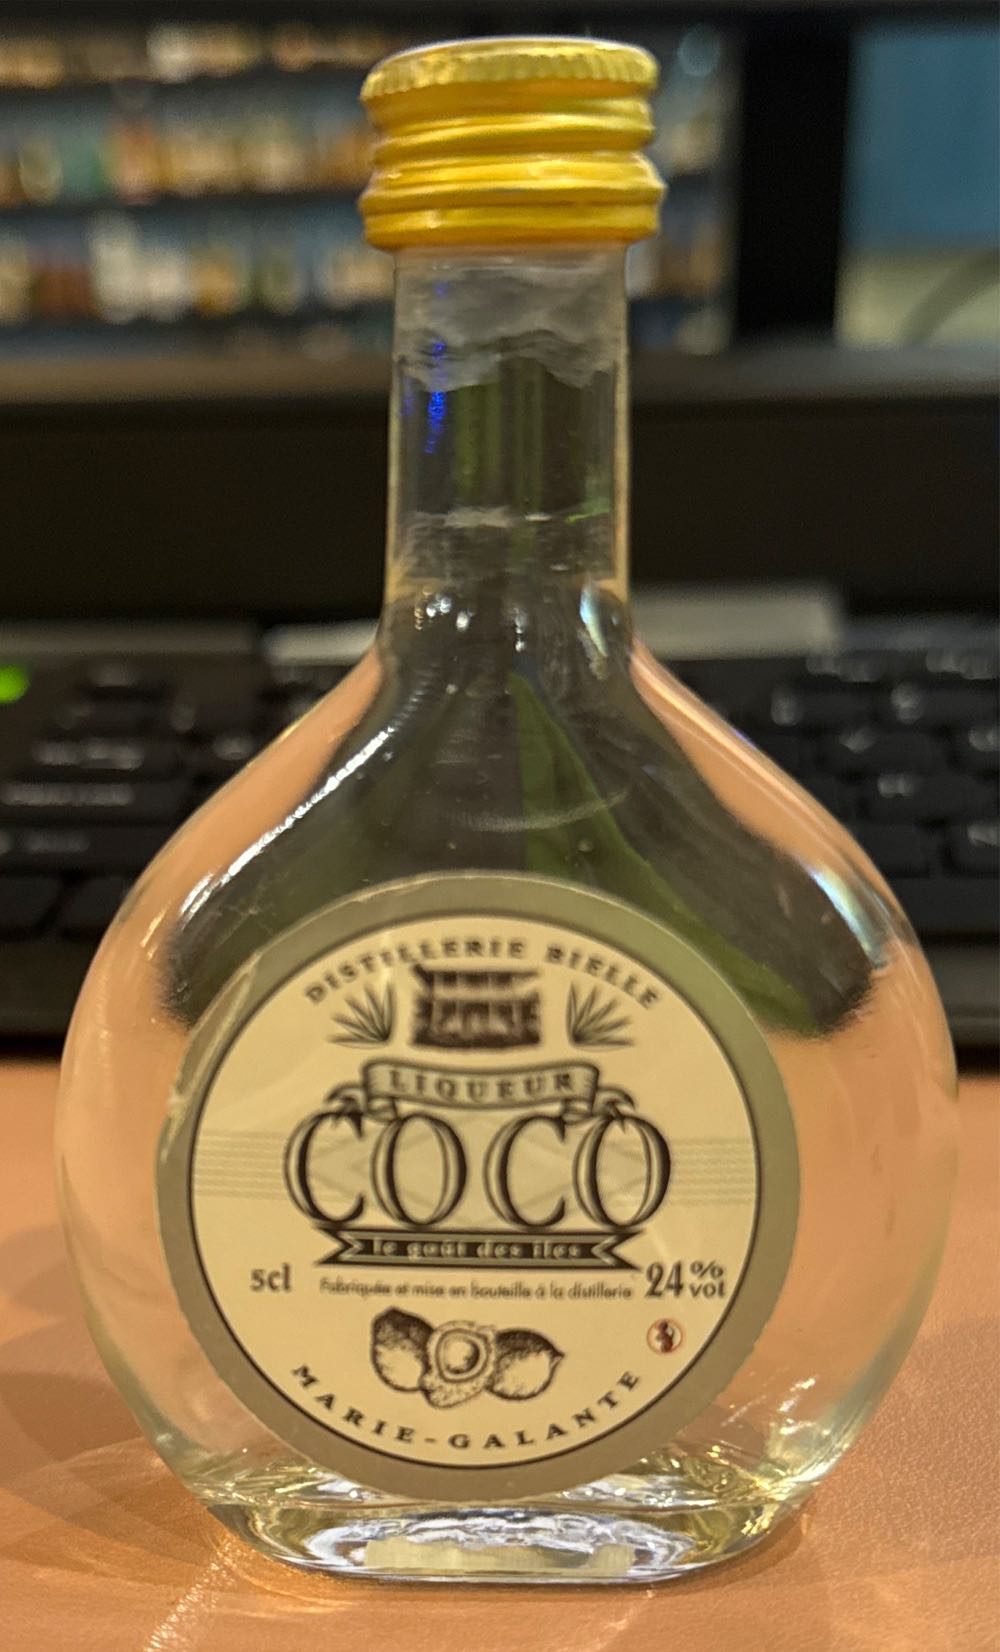 DISTILLERIE BIELLE
LIQUEUR
COCO
le goût des îles
5cl
Fabriquée et mise en bouteille à la distillerie
24% vol
MARIE-GALANTE